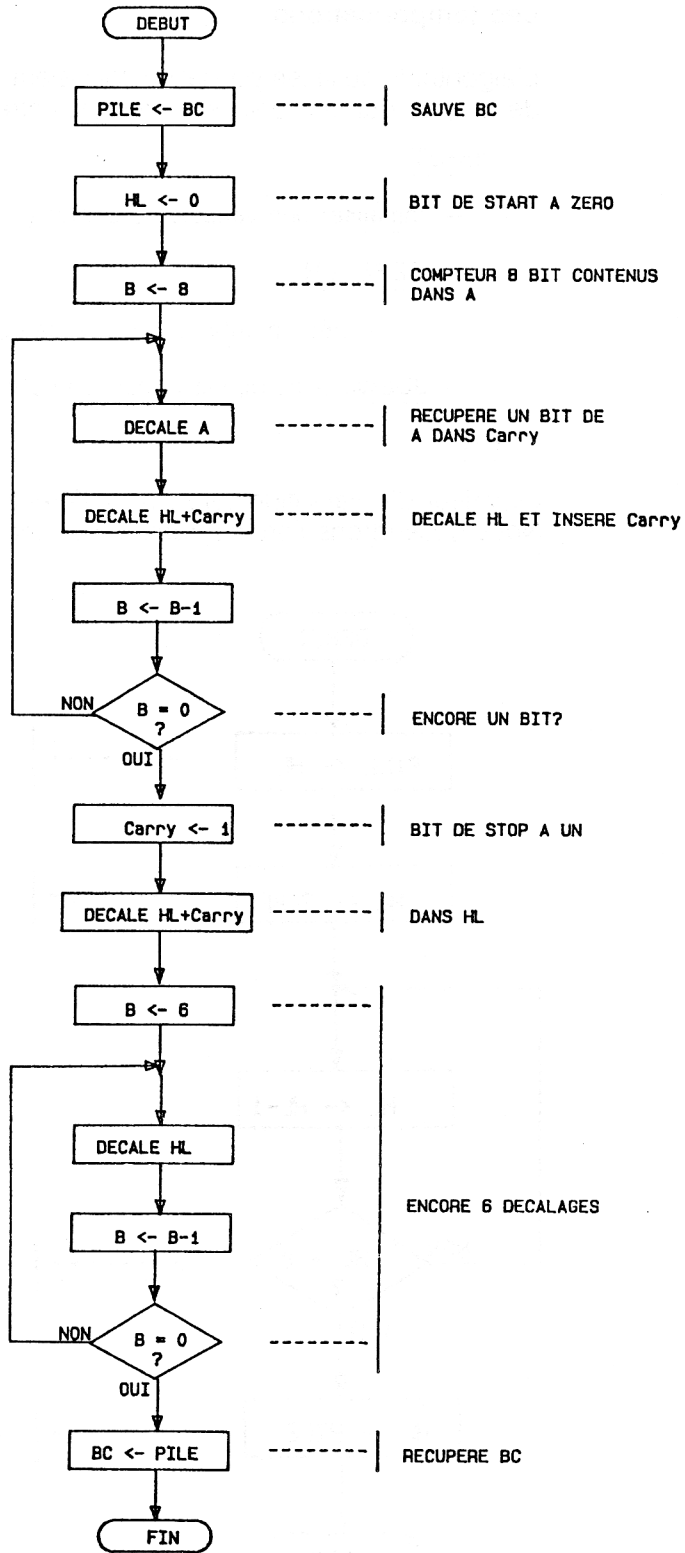 DEBUT
PILE <- BC
SAUVE BC
HL <- 0
BIT DE START A ZERO
B <- 8
COMPTEUR 8 BIT CONTENUS
DANS A
DECALE A
RECUPERE UN BIT DE
A DANS Carry
DECALE HL+Carry
DECALE HL ET INSERE Carry
B <- B-1
NON
B = 0
?
ENCORE UN BIT?
OUI
Carry <- 1
BIT DE STOP A UN
DECALE HL+Carry
DANS HL
B <- 6
DECALE HL
ENCORE 6 DECALAGES
B <- B-1
NON
B = 0
?
OUI
BC <- PILE
RECUPERE BC
FIN